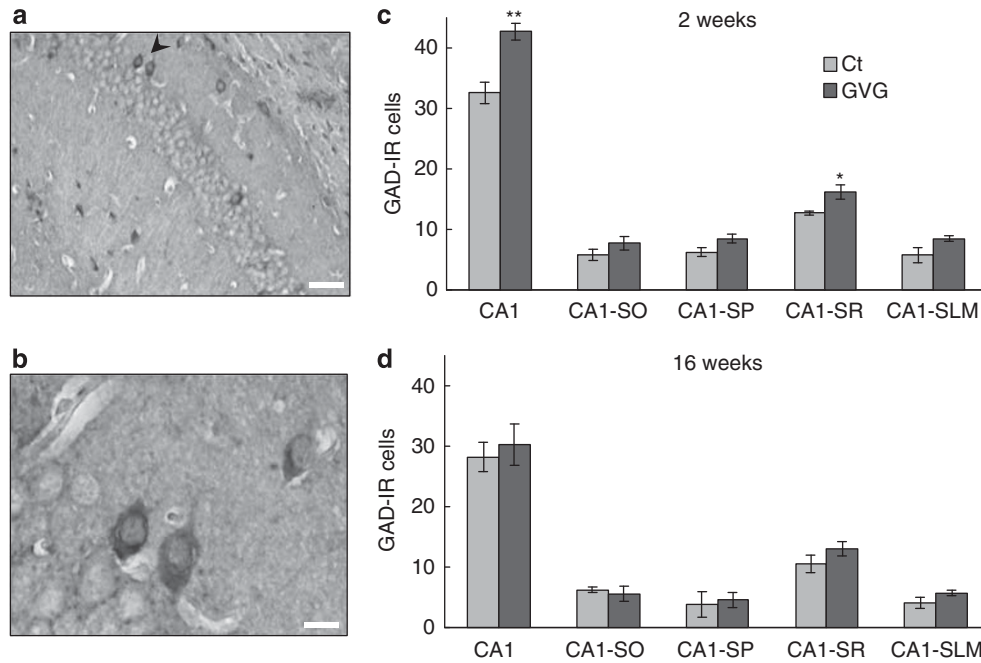 a
b
c
2 weeks
**
Ct
GVG
*
GAD-IR cells
40
30
20
10
0
CA1
CA1-SO
CA1-SP
CA1-SR
CA1-SLM
d
16 weeks
GAD-IR cells
40
30
20
10
0
CA1
CA1-SO
CA1-SP
CA1-SR
CA1-SLM